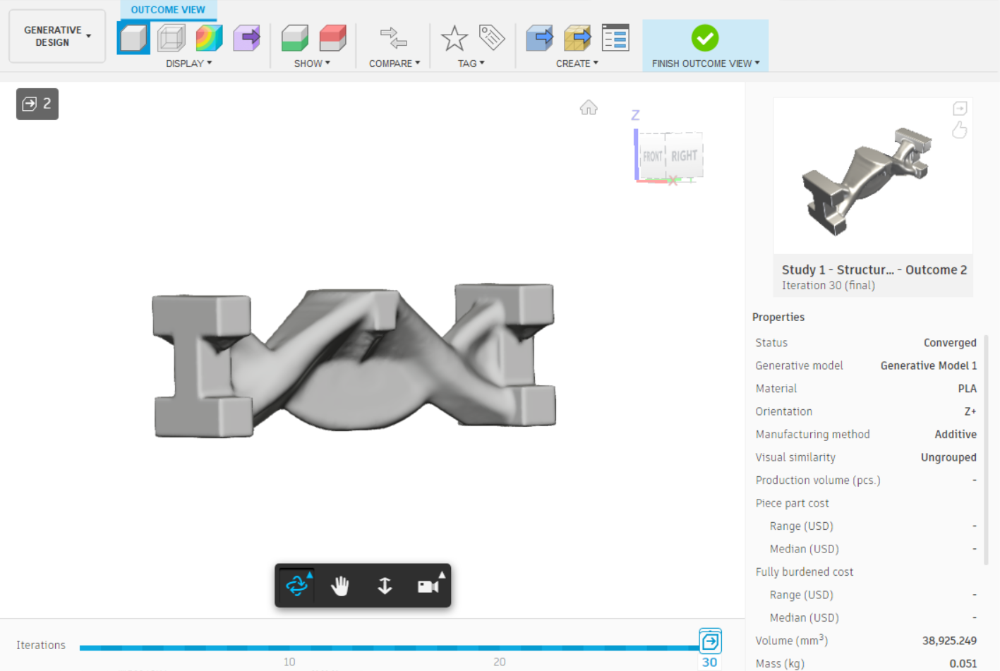 OUTCOME VIEW
GENERATIVE
DESIGN
DISPLAY
SHOW
COMPARE
TAG
CREATE
FINISH OUTCOME VIEW
2
Z
FRONT
RIGHT
X
Y
Study 1 - Structur... - Outcome 2
Iteration 30 (final)
Properties
Status Converged
Generative model Generative Model 1
Material PLA
Orientation Z+
Manufacturing method Additive
Visual similarity Ungrouped
Production volume (pcs.) -
Piece part cost
Range (USD) -
Median (USD) -
Fully burdened cost
Range (USD) -
Median (USD) -
Volume (mm³) 38,925.249
Mass (kg) 0.051
Iterations
10
20
30